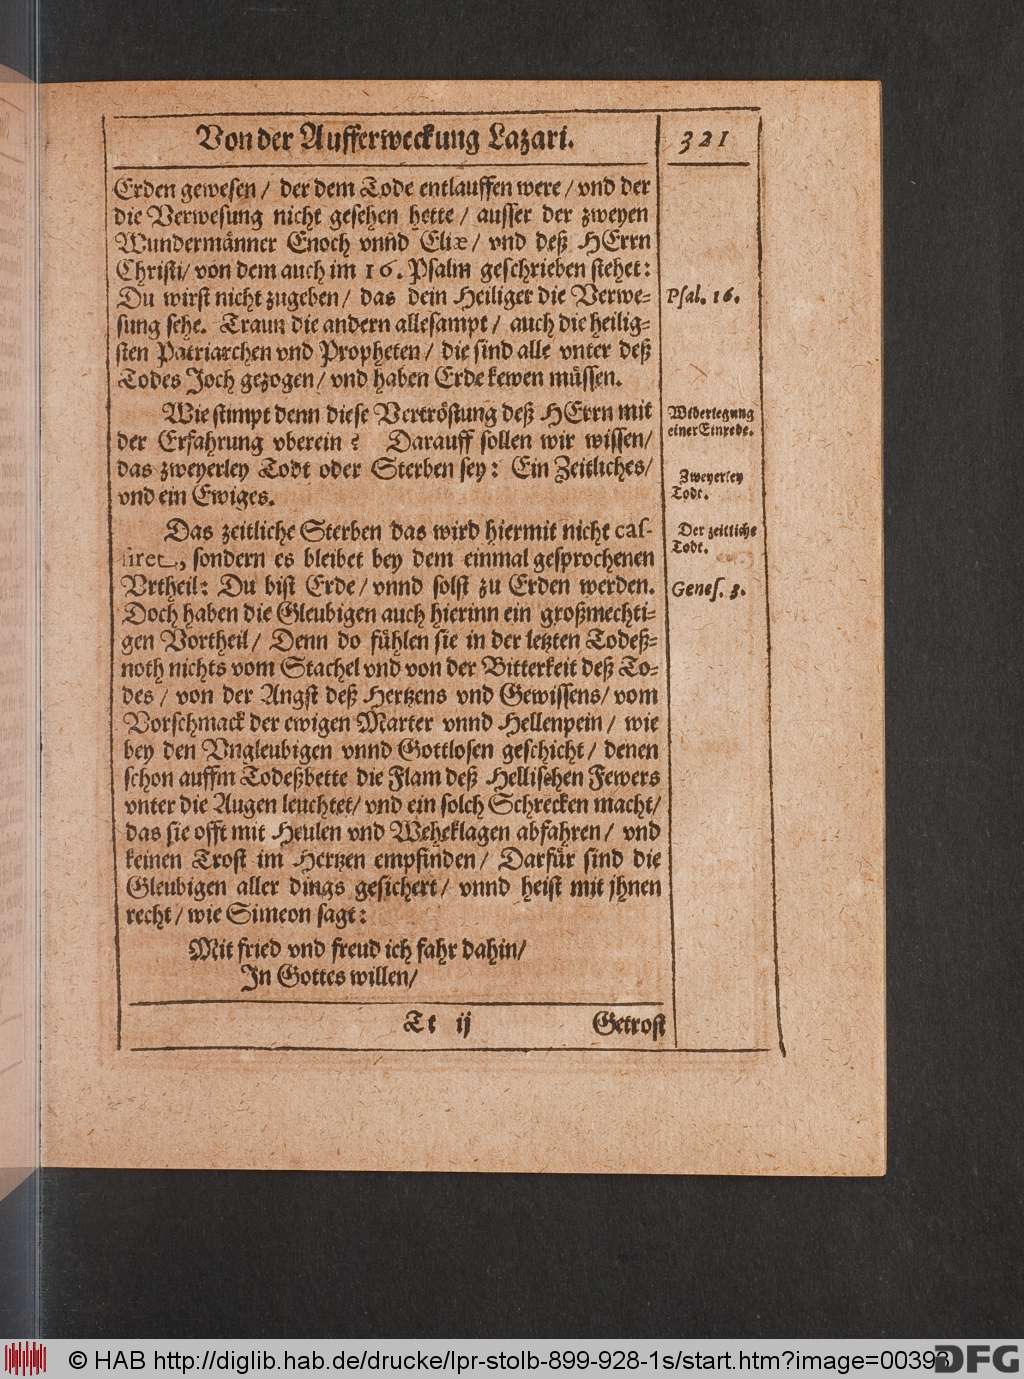 Von der Aufferweckung Lazari.
321
Erden gewesen / der dem Tode entlauffen were / vnd der
die Verwesung nicht gesehen hette / ausser der zweyen
Wundermänner Enoch vnnd Eliæ / vnd deß HErrn
Christi / von dem auch im 16. Psalm geschrieben stehet:
Du wirst nicht zugeben / das dein Heiliger die Verwe-
sung sehe. Traun die andern allesampt / auch die heilig-
sten Patriarchen vnd Propheten / die sind alle vnter deß
Todes Joch gezogen / vnd haben Erde kewen müssen.
Psal. 16.
Wie stimpt denn diese Vertröstung deß HErrn mit
der Erfahrung vberein? Darauff sollen wir wissen/
das zweyerley Todt oder Sterben sey: Ein Zeitliches/
vnd ein Ewiges.
Widerlegung
einer Einrede.
Zweyerley
Todt.
Das zeitliche Sterben das wird hiermit nicht cas-
siret, sondern es bleibet bey dem einmal gesprochenen
Vrtheil: Du bist Erde / vnnd solst zu Erden werden.
Doch haben die Gleubigen auch hierinn ein großmechti-
gen Vortheil / Denn do fühlen sie in der letzten Todeß-
noth nichts vom Stachel vnd von der Bitterkeit deß To-
des / von der Angst deß Hertzens vnd Gewissens / vom
Vorschmack der ewigen Marter vnnd Hellenpein / wie
bey den Vngleubigen vnnd Gottlosen geschicht / denen
schon auffm Todeßbette die Flam deß Hellischen Fewers
vnter die Augen leuchtet / vnd ein solch Schrecken macht/
das sie offt mit Heulen vnd Weheklagen abfahren / vnd
keinen Trost im Hertzen empfinden / Darfür sind die
Gleubigen aller dings gesichert / vnnd heist mit jhnen
recht / wie Simeon sagt:
Der zeitliche
Todt.
Genes. 3.
Mit fried vnd freud ich fahr dahin/
In Gottes willen/
Tt ij
Getrost
© HAB http://diglib.hab.de/drucke/lpr-stolb-899-928-1s/start.htm?image=00393
DFG